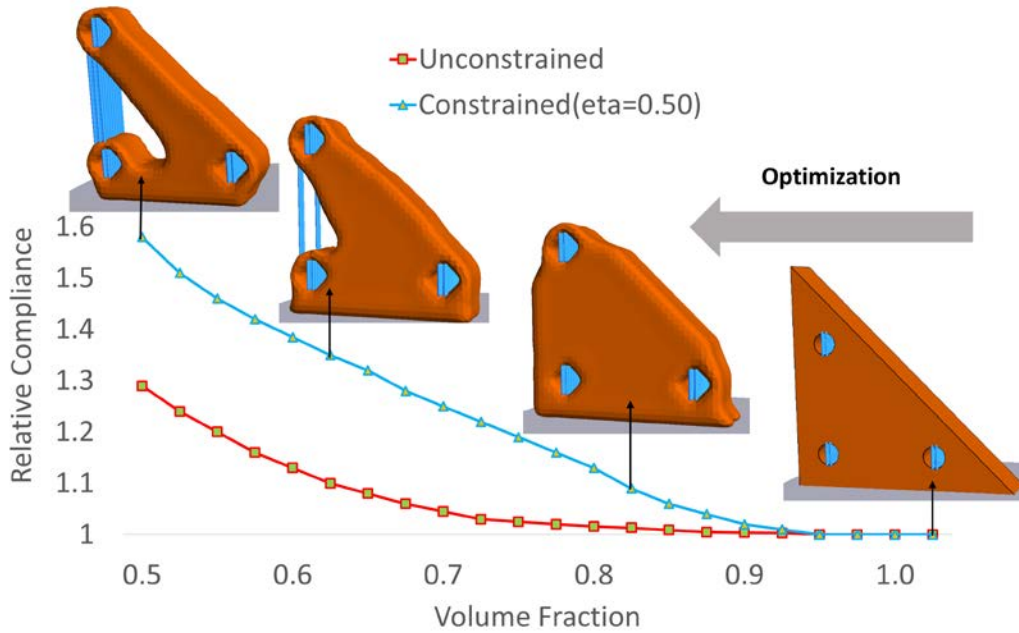 Unconstrained
Constrained(eta=0.50)
Optimization
Relative Compliance
1.6
1.5
1.4
1.3
1.2
1.1
1
0.5 0.6 0.7 0.8 0.9 1.0
Volume Fraction